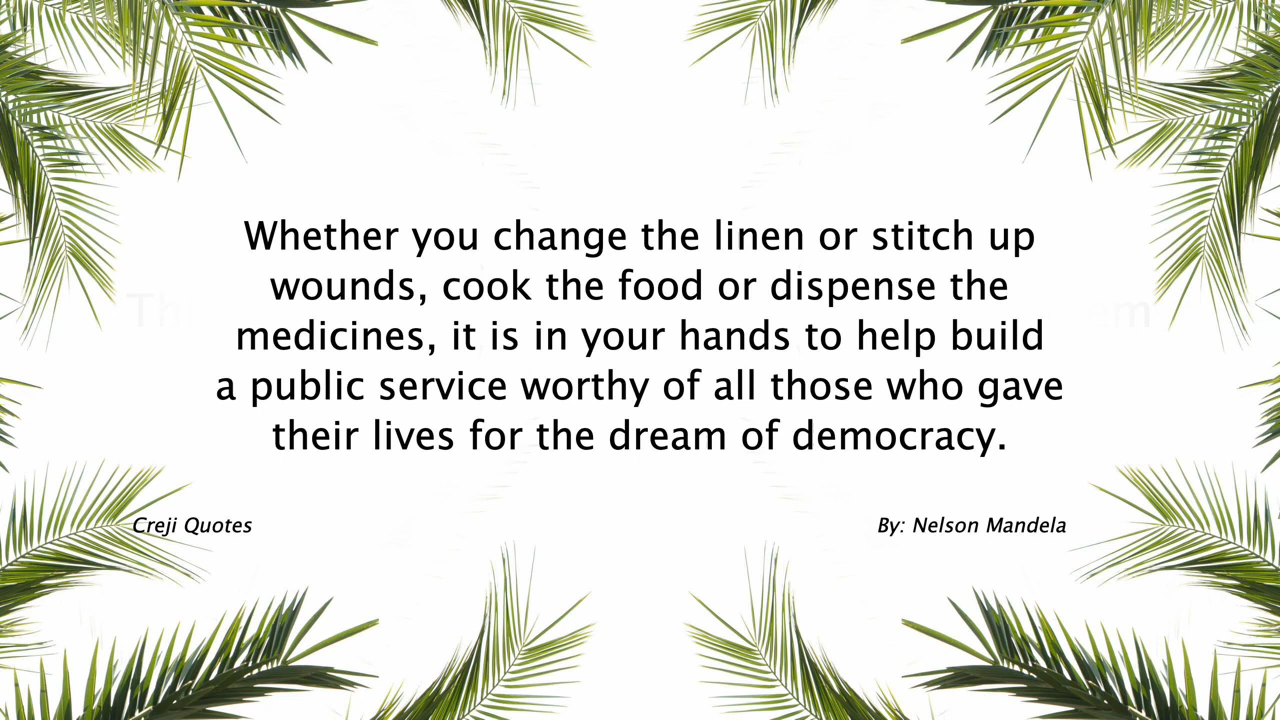 Whether you change the linen or stitch up
wounds, cook the food or dispense the
medicines, it is in your hands to help build
a public service worthy of all those who gave
their lives for the dream of democracy.
Creji Quotes
By: Nelson Mandela